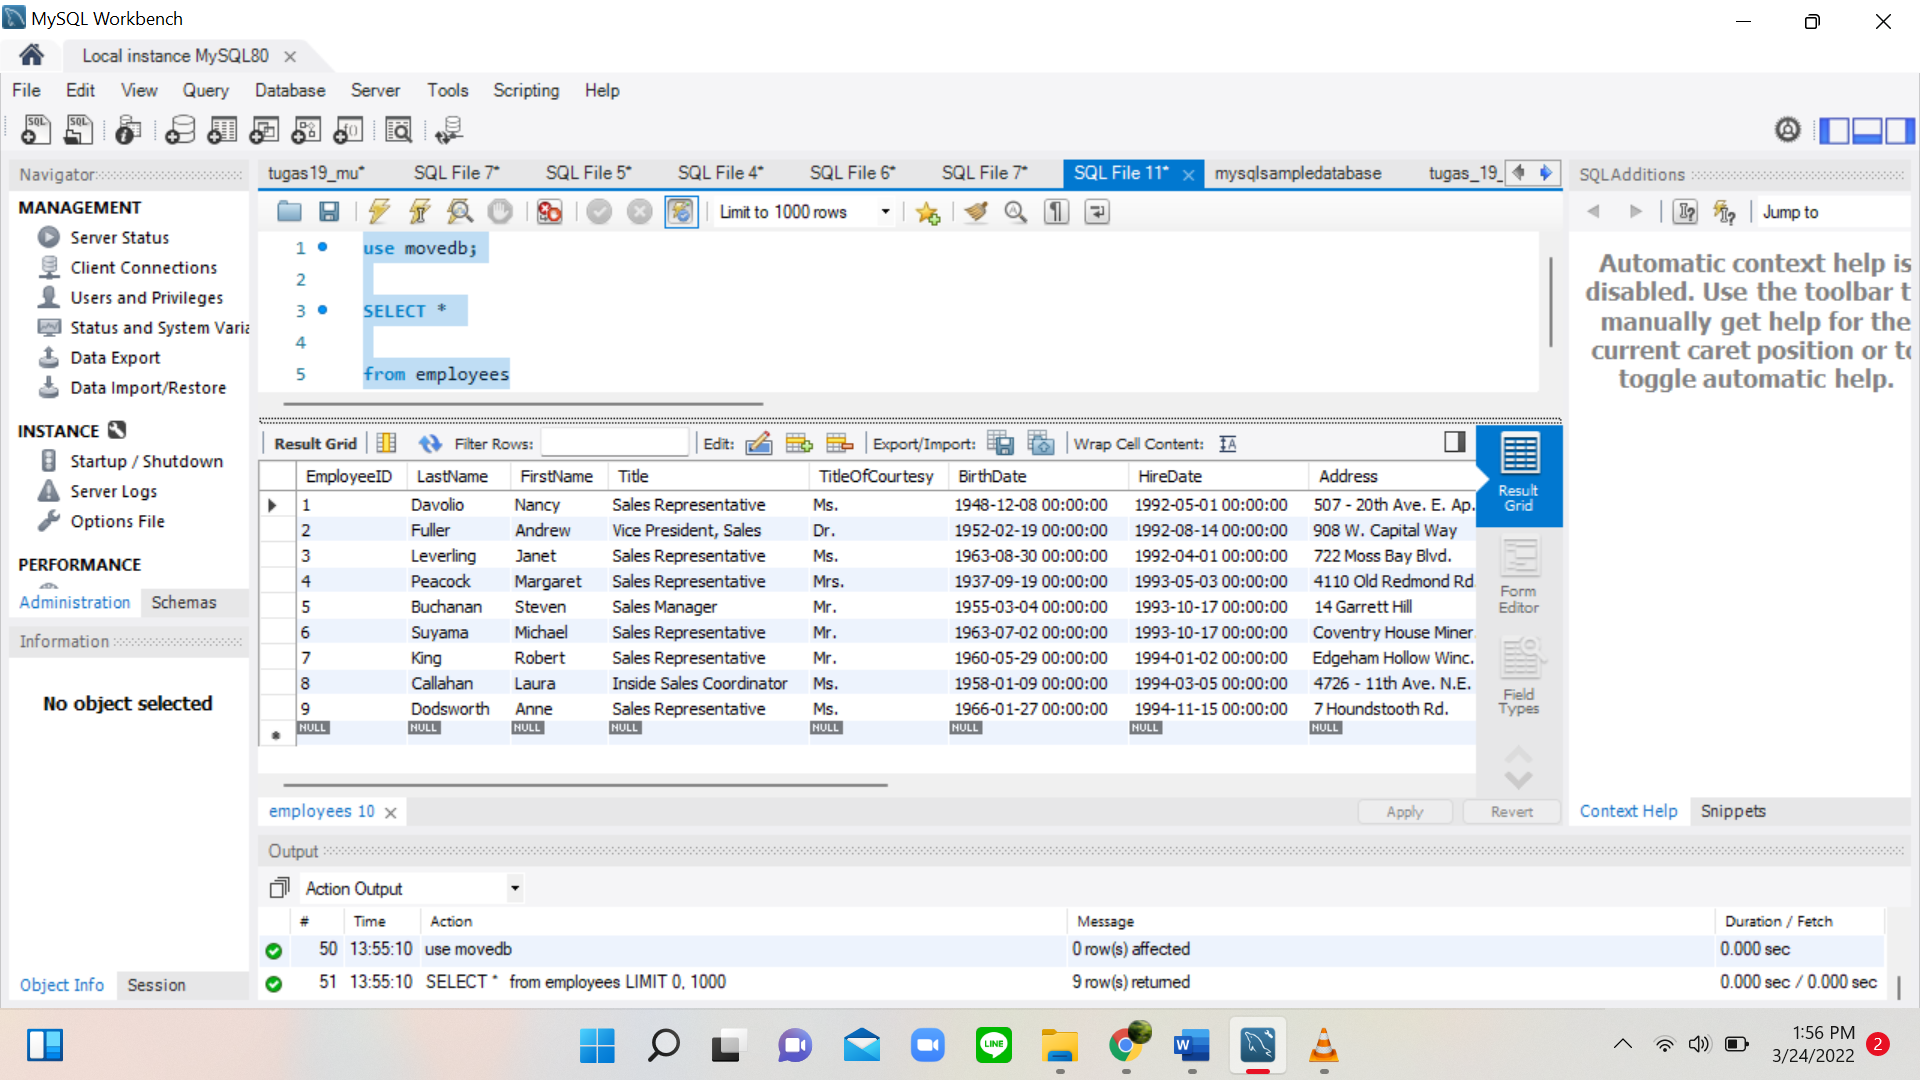 MySQL Workbench
Local instance MySQL80
File Edit View Query Database Server Tools Scripting Help
Navigator
MANAGEMENT
Server Status
Client Connections
Users and Privileges
Status and System Varia
Data Export
Data Import/Restore
INSTANCE
Startup / Shutdown
Server Logs
Options File
PERFORMANCE
Administration Schemas
Information
No object selected
Object Info Session
tugas19_mu* SQL File 7* SQL File 5* SQL File 4* SQL File 6* SQL File 7* SQL File 11* mysqlsampledatabase tugas_19_
Limit to 1000 rows
1 use movedb;
2
3 SELECT *
4
5 from employees
Result Grid Filter Rows: Edit: Export/Import: Wrap Cell Content:
EmployeeID LastName FirstName Title TitleOfCourtesy BirthDate HireDate Address
1 Davolio Nancy Sales Representative Ms. 1948-12-08 00:00:00 1992-05-01 00:00:00 507 - 20th Ave. E. Ap.
2 Fuller Andrew Vice President, Sales Dr. 1952-02-19 00:00:00 1992-08-14 00:00:00 908 W. Capital Way
3 Leverling Janet Sales Representative Ms. 1963-08-30 00:00:00 1992-04-01 00:00:00 722 Moss Bay Blvd.
4 Peacock Margaret Sales Representative Mrs. 1937-09-19 00:00:00 1993-05-03 00:00:00 4110 Old Redmond Rd
5 Buchanan Steven Sales Manager Mr. 1955-03-04 00:00:00 1993-10-17 00:00:00 14 Garrett Hill
6 Suyama Michael Sales Representative Mr. 1963-07-02 00:00:00 1993-10-17 00:00:00 Coventry House Miner
7 King Robert Sales Representative Mr. 1960-05-29 00:00:00 1994-01-02 00:00:00 Edgeham Hollow Winc.
8 Callahan Laura Inside Sales Coordinator Ms. 1958-01-09 00:00:00 1994-03-05 00:00:00 4726 - 11th Ave. N.E.
9 Dodsworth Anne Sales Representative Ms. 1966-01-27 00:00:00 1994-11-15 00:00:00 7 Houndstooth Rd.
NULL NULL NULL NULL NULL NULL NULL NULL
Result
Grid
Form
Editor
Field
Types
employees 10 Apply Revert
SQLAdditions
Jump to
Automatic context help is
disabled. Use the toolbar t
manually get help for the
current caret position or to
toggle automatic help.
Context Help Snippets
Output
Action Output
# Time Action Message Duration / Fetch
50 13:55:10 use movedb 0 row(s) affected 0.000 sec
51 13:55:10 SELECT * from employees LIMIT 0, 1000 9 row(s) returned 0.000 sec / 0.000 sec
LINE
W
1:56 PM
3/24/2022
2